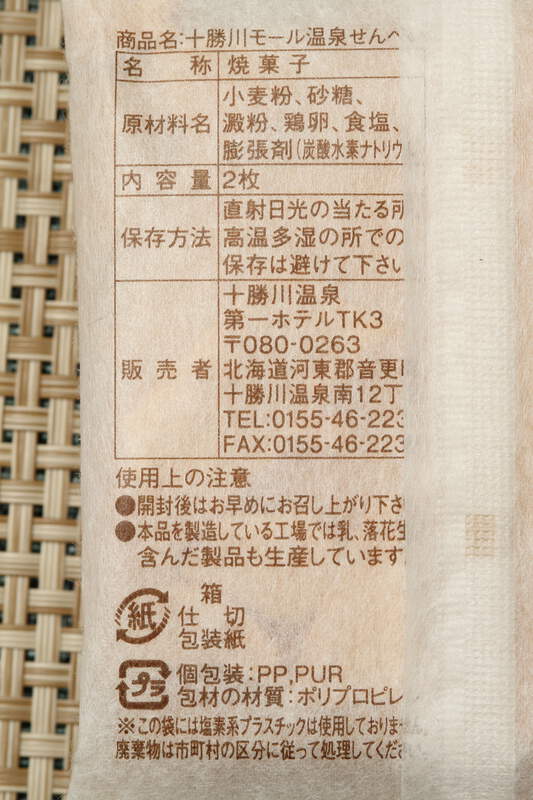 商品名:十勝川モール温泉せんべ
名称 焼菓子
原材料名 小麦粉、砂糖、
澱粉、鶏卵、食塩、
膨張剤(炭酸水素ナトリウ
内容量 2枚
保存方法 直射日光の当たる所
高温多湿の所での
保存は避けて下さい
販売者 十勝川温泉
第一ホテルTK3
〒080-0263
北海道河東郡音更
十勝川温泉南12丁
TEL:0155-46-223
FAX:0155-46-223
使用上の注意
●開封後はお早めにお召し上がり下さ
●本品を製造している工場では乳、落花生
含んだ製品も生産しています
紙
箱
仕切
包装紙
プラ
個包装:PP,PUR
包材の材質:ポリプロピレ
※この袋には塩素系プラスチックは使用しておりません。
廃棄物は市町村の区分に従って処理してくださ